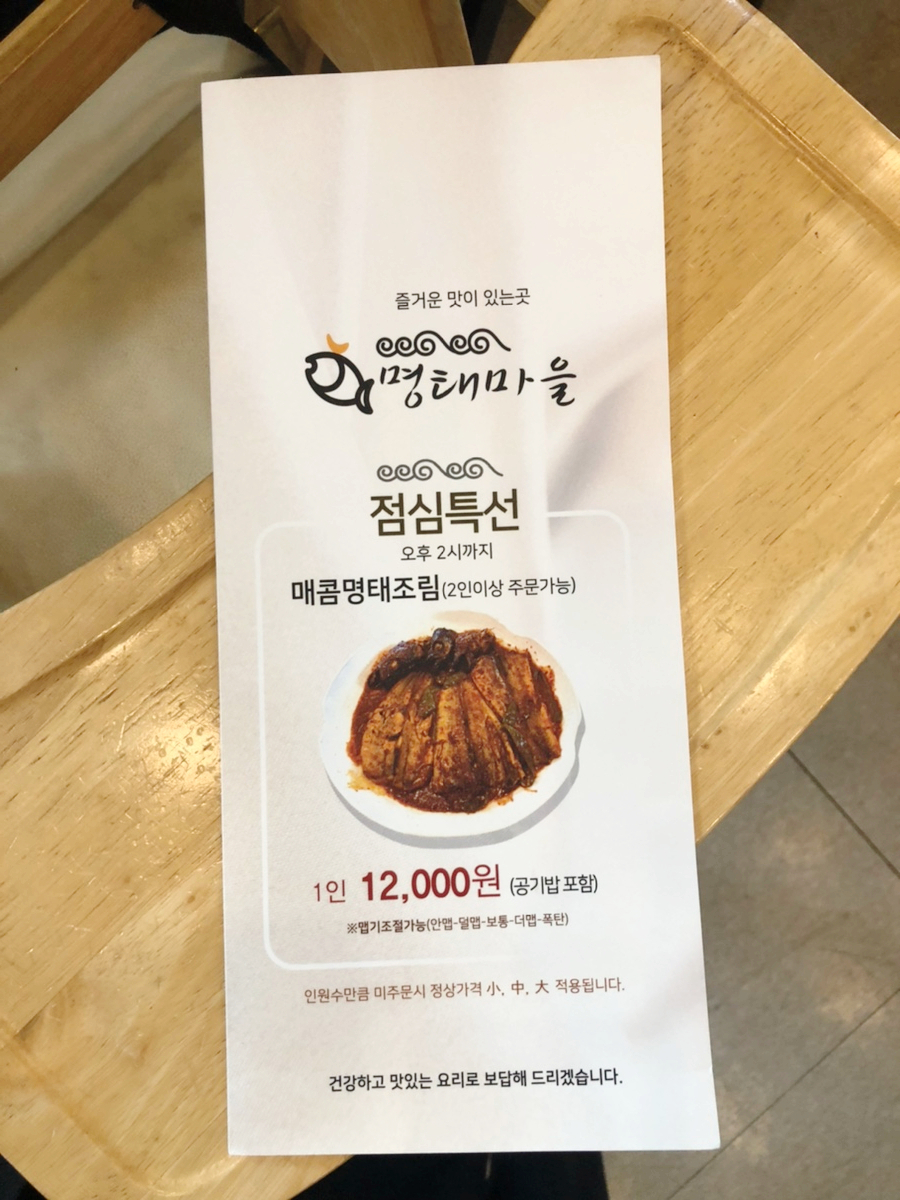 즐거운 맛이 있는곳
명태마을
점심특선
오후 2시까지
매콤명태조림(2인이상 주문가능)
1인 12,000원 (공기밥 포함)
※맵기조절가능(안맵-덜맵-보통-더맵-폭탄)
인원수만큼 미주문시 정상가격 小, 中, 大 적용됩니다.
건강하고 맛있는 요리로 보답해 드리겠습니다.